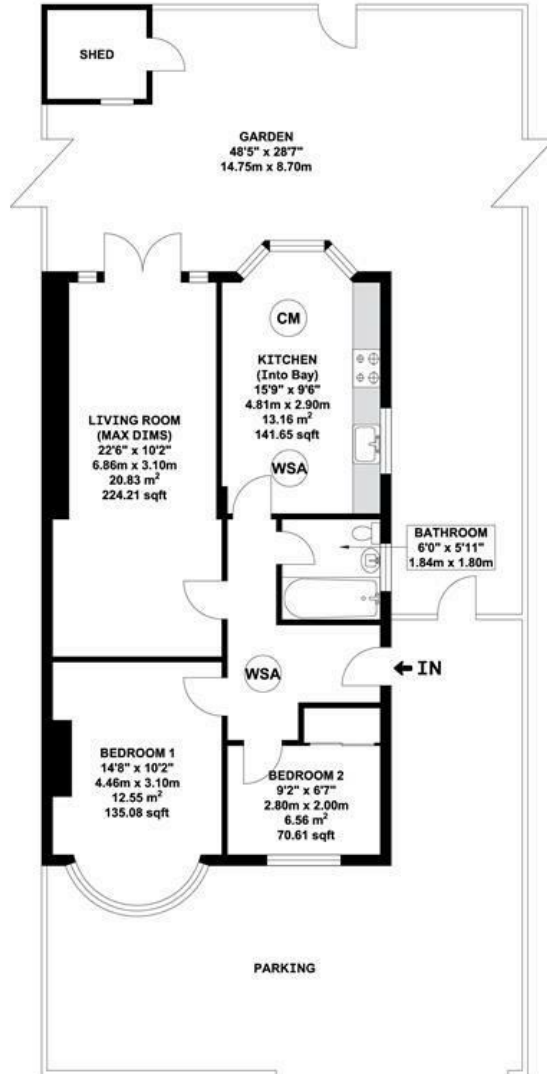 SHED
GARDEN
48'5" x 28'7"
14.75m x 8.70m
CM
KITCHEN
(Into Bay)
15'9" x 9'6"
4.81m x 2.90m
13.16 m²
141.65 sqft
WSA
LIVING ROOM
(MAX DIMS)
22'6" x 10'2"
6.86m x 3.10m
20.83 m²
224.21 sqft
BATHROOM
6'0" x 5'11"
1.84m x 1.80m
IN
WSA
BEDROOM 1
14'8" x 10'2"
4.46m x 3.10m
12.55 m²
135.08 sqft
BEDROOM 2
9'2" x 6'7"
2.80m x 2.00m
6.56 m²
70.61 sqft
PARKING